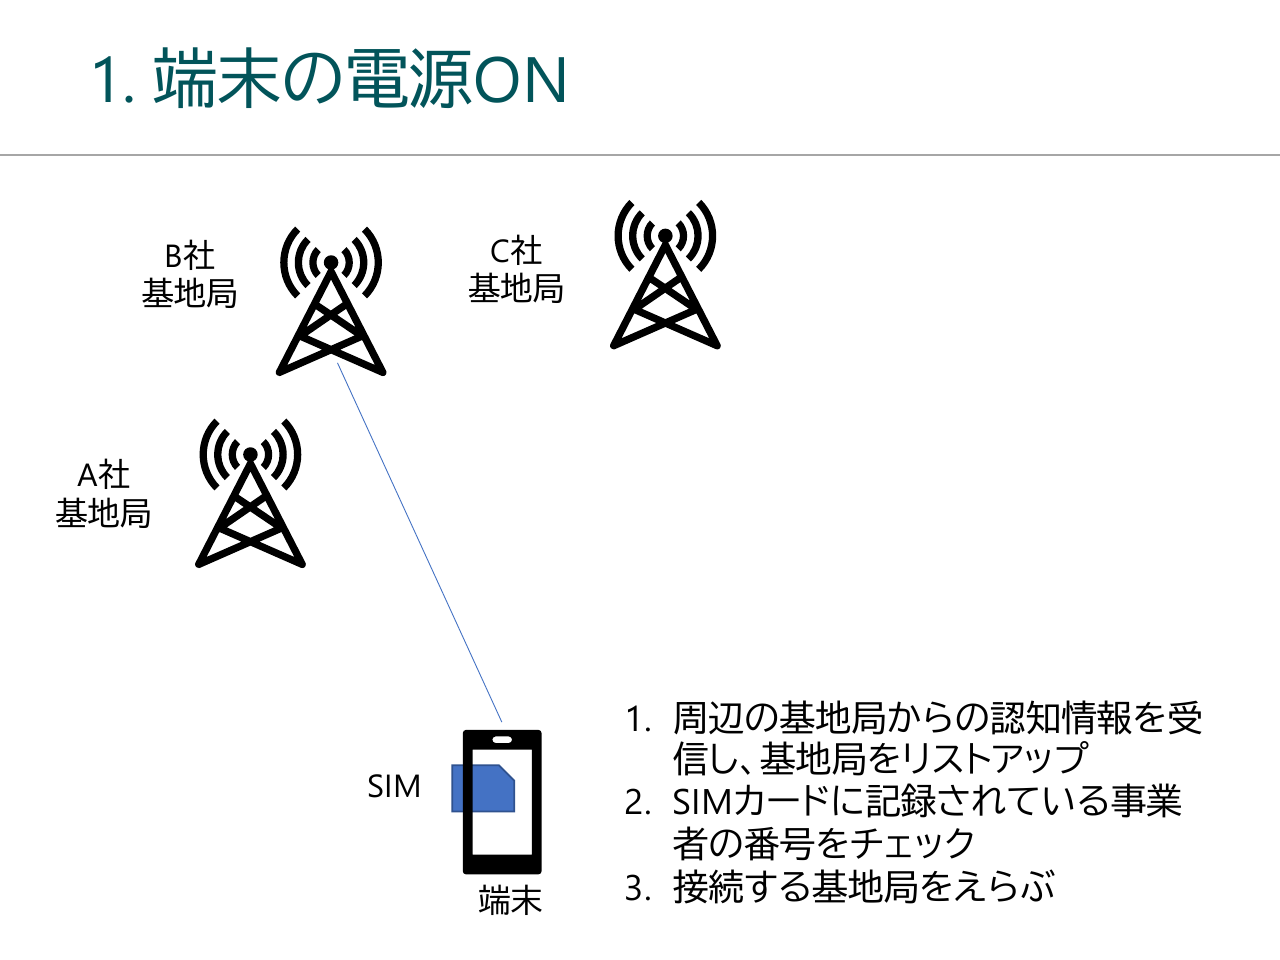 1. 端末の電源ON
B社
基地局
C社
基地局
A社
基地局
SIM
端末
1. 周辺の基地局からの認知情報を受
信し、基地局をリストアップ
2. SIMカードに記録されている事業
者の番号をチェック
3. 接続する基地局をえらぶ